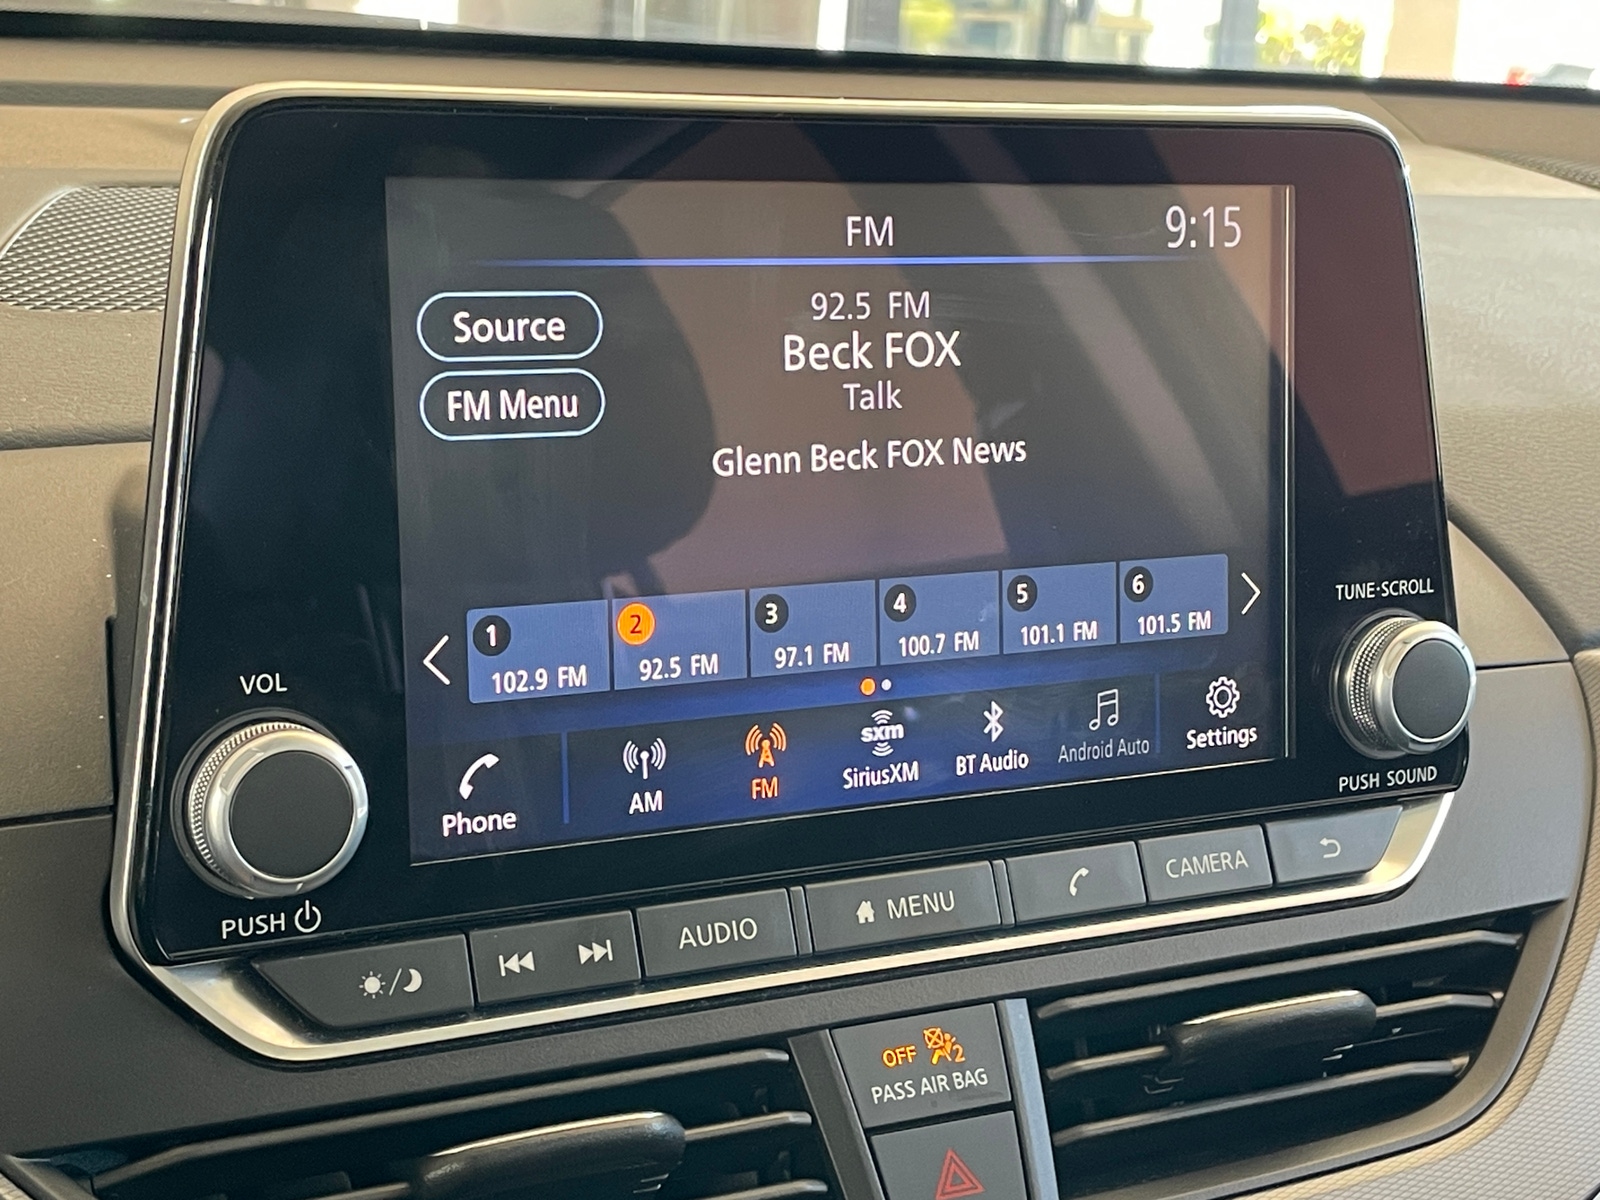 FM
9:15
Source
FM Menu
92.5 FM
Beck FOX
Talk
Glenn Beck FOX News
1
102.9 FM
2
92.5 FM
3
97.1 FM
4
100.7 FM
5
101.1 FM
6
101.5 FM
Phone
AM
FM
sxm
SiriusXM
BT Audio
Android Auto
Settings
VOL
PUSH
TUNE·SCROLL
PUSH SOUND
AUDIO
MENU
CAMERA
OFF 2
PASS AIR BAG